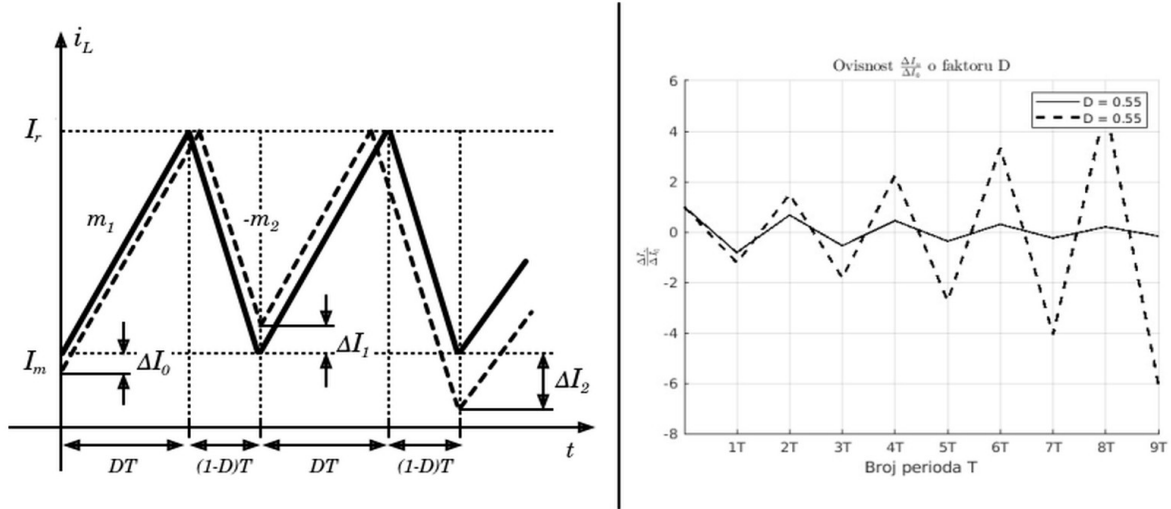 i_L
I_r
m_1
-m_2
I_m
ΔI_0
ΔI_1
ΔI_2
DT
(1-D)T
DT
(1-D)T
t
Ovisnost ΔI_n/ΔI_0 o faktoru D
D = 0.55
D = 0.55
6
4
2
0
-2
-4
-6
-8
1T 2T 3T 4T 5T 6T 7T 8T 9T
Broj perioda T